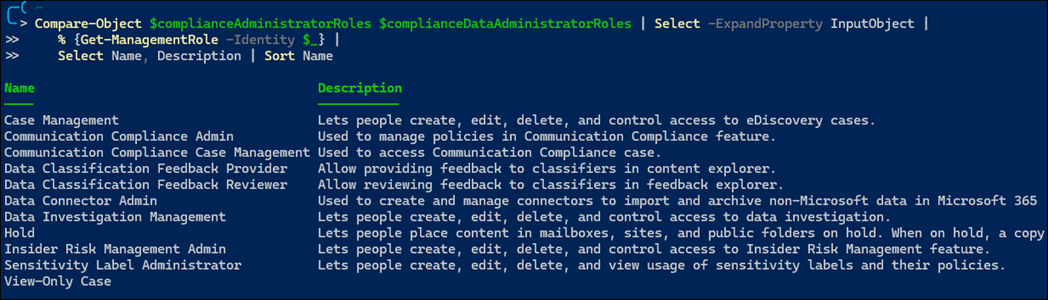 > Compare-Object $complianceAdministratorRoles $complianceDataAdministratorRoles | Select -ExpandProperty InputObject |
>> % {Get-ManagementRole -Identity $_} |
>> Select Name, Description | Sort Name
Name Description
Case Management Lets people create, edit, delete, and control access to eDiscovery cases.
Communication Compliance Admin Used to manage policies in Communication Compliance feature.
Communication Compliance Case Management Used to access Communication Compliance case.
Data Classification Feedback Provider Allow providing feedback to classifiers in content explorer.
Data Classification Feedback Reviewer Allow reviewing feedback to classifiers in feedback explorer.
Data Connector Admin Used to create and manage connectors to import and archive non-Microsoft data in Microsoft 365
Data Investigation Management Lets people create, edit, delete, and control access to data investigation.
Hold Lets people place content in mailboxes, sites, and public folders on hold. When on hold, a copy
Insider Risk Management Admin Lets people create, edit, delete, and control access to Insider Risk Management feature.
Sensitivity Label Administrator Lets people create, edit, delete, and view usage of sensitivity labels and their policies.
View-Only Case